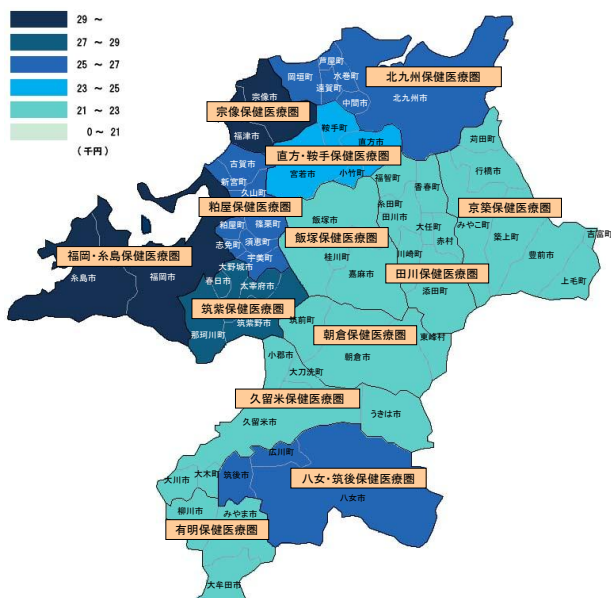 29 ～
27 ～ 29
25 ～ 27
23 ～ 25
21 ～ 23
0～ 21
(千円)
芦屋町
岡垣町
水巻町
遠賀町
中間市
北九州保健医療圏
北九州市
宗像市
宗像保健医療圏
福津市
鞍手町
直方市
直方・鞍手保健医療圏
宮若市
小竹町
苅田町
行橋市
古賀市
新宮町
久山町
福智町
香春町
粕屋保健医療圏
糸田町
田川市
大任町
赤村
みやこ町
京築保健医療圏
築上町
吉富町
豊前市
上毛町
飯塚市
飯塚保健医療圏
桂川町
嘉麻市
川崎町
田川保健医療圏
添田町
粕屋町
篠栗町
志免町
須恵町
宇美町
福岡・糸島保健医療圏
糸島市
福岡市
大野城市
春日市
太宰府市
筑紫保健医療圏
筑紫野市
那珂川町
筑前町
朝倉保健医療圏
朝倉市
東峰村
小郡市
大刀洗町
久留米保健医療圏
久留米市
うきは市
広川町
筑後市
八女・筑後保健医療圏
八女市
大川市
大木町
柳川市
みやま市
有明保健医療圏
大牟田市